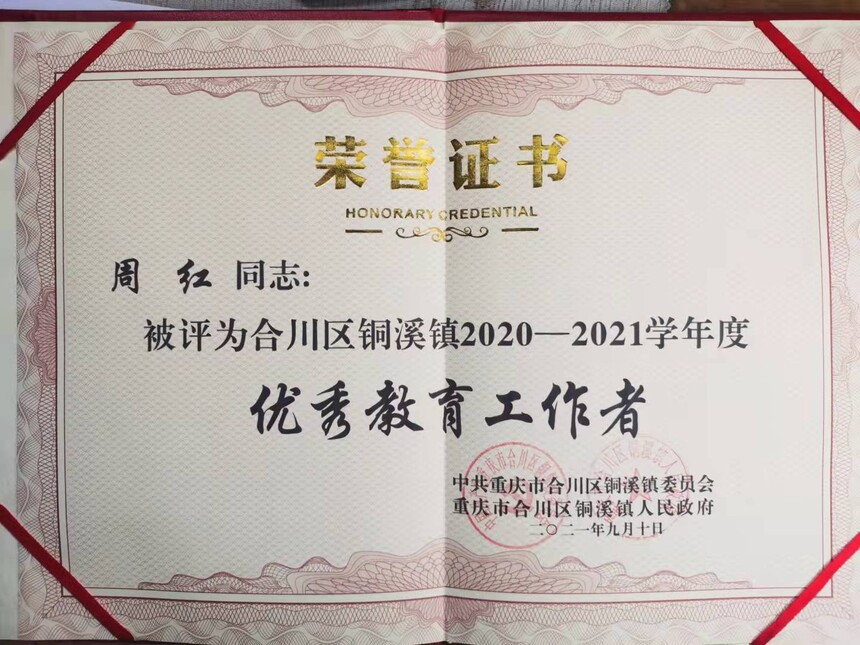 荣誉证书
HONORARY CREDENTIAL
周 红 同志:
被评为合川区铜溪镇2020—2021学年度
优秀教育工作者
中共重庆市合川区铜溪镇委员会
重庆市合川区铜溪镇人民政府
二〇二一年九月十日